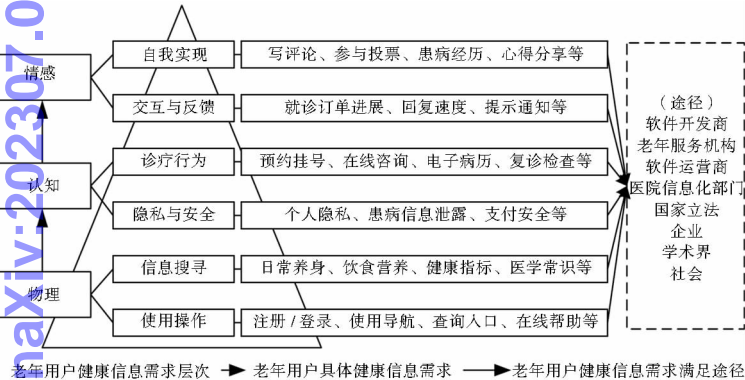 情感
认知
物理
自我实现
写评论、参与投票、患病经历、心得分享等
交互与反馈
就诊订单进展、回复速度、提示通知等
诊疗行为
预约挂号、在线咨询、电子病历、复诊检查等
隐私与安全
个人隐私、患病信息泄露、支付安全等
信息搜寻
日常养身、饮食营养、健康指标、医学常识等
使用操作
注册/登录、使用导航、查询入口、在线帮助等
(途径)
软件开发商
老年服务机构
软件运营商
医院信息化部门
国家立法
企业
学术界
社会
老年用户健康信息需求层次
老年用户具体健康信息需求
老年用户健康信息需求满足途径
naXiv:202307.0